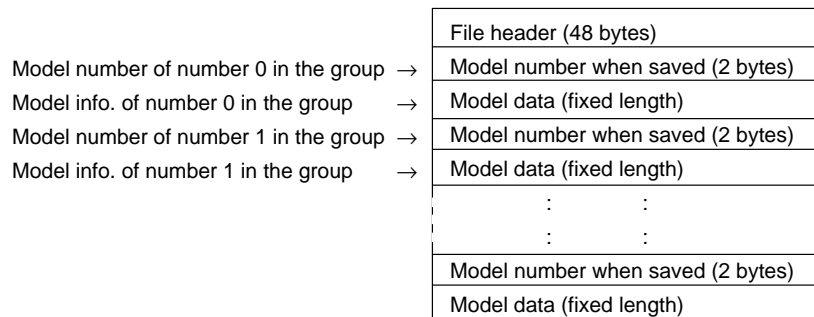 File header (48 bytes)
Model number of number 0 in the group → Model number when saved (2 bytes)
Model info. of number 0 in the group → Model data (fixed length)
Model number of number 1 in the group → Model number when saved (2 bytes)
Model info. of number 1 in the group → Model data (fixed length)
: :
: :
Model number when saved (2 bytes)
Model data (fixed length)